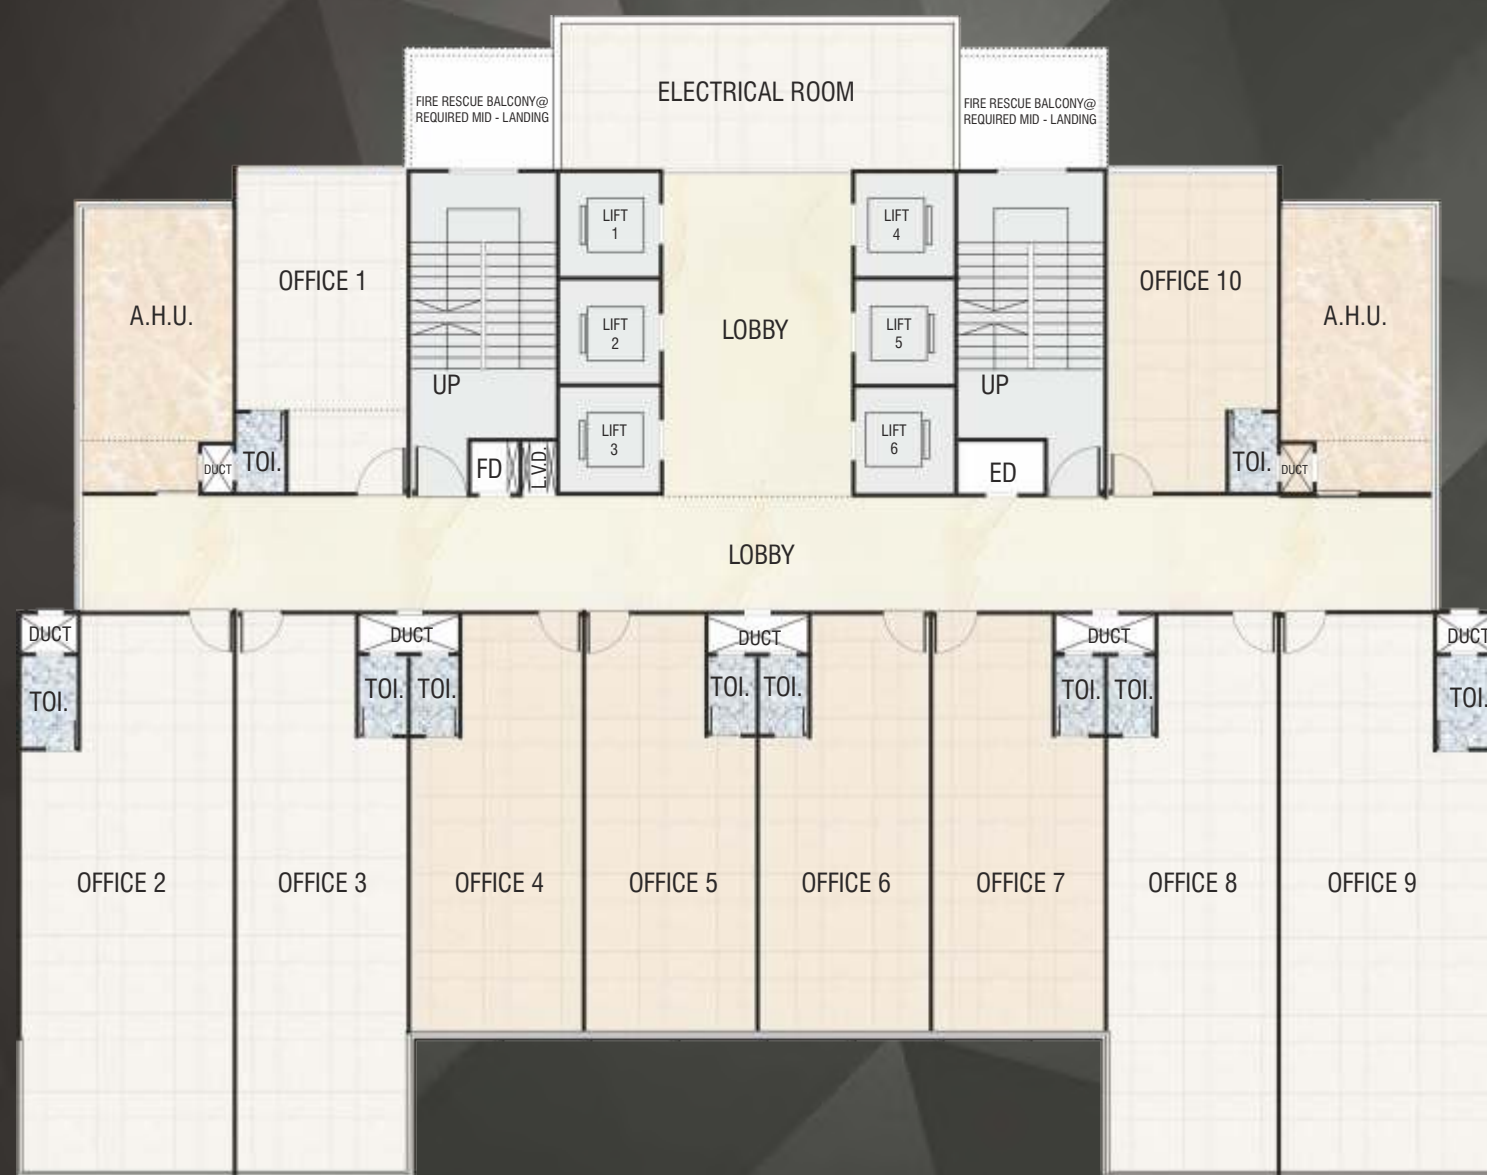 ELECTRICAL ROOM
FIRE RESCUE BALCONY@
REQUIRED MID - LANDING
FIRE RESCUE BALCONY@
REQUIRED MID - LANDING
LIFT
1
LIFT
4
OFFICE 1
OFFICE 10
A.H.U.
A.H.U.
LIFT
2
LOBBY
LIFT
5
UP
UP
LIFT
3
LIFT
6
DUCT
TOI.
FD
L.V.D.
ED
TOI.
DUCT
LOBBY
DUCT
DUCT
DUCT
DUCT
DUCT
TOI.
TOI.
TOI.
TOI.
TOI.
TOI.
TOI.
TOI.
OFFICE 2
OFFICE 3
OFFICE 4
OFFICE 5
OFFICE 6
OFFICE 7
OFFICE 8
OFFICE 9